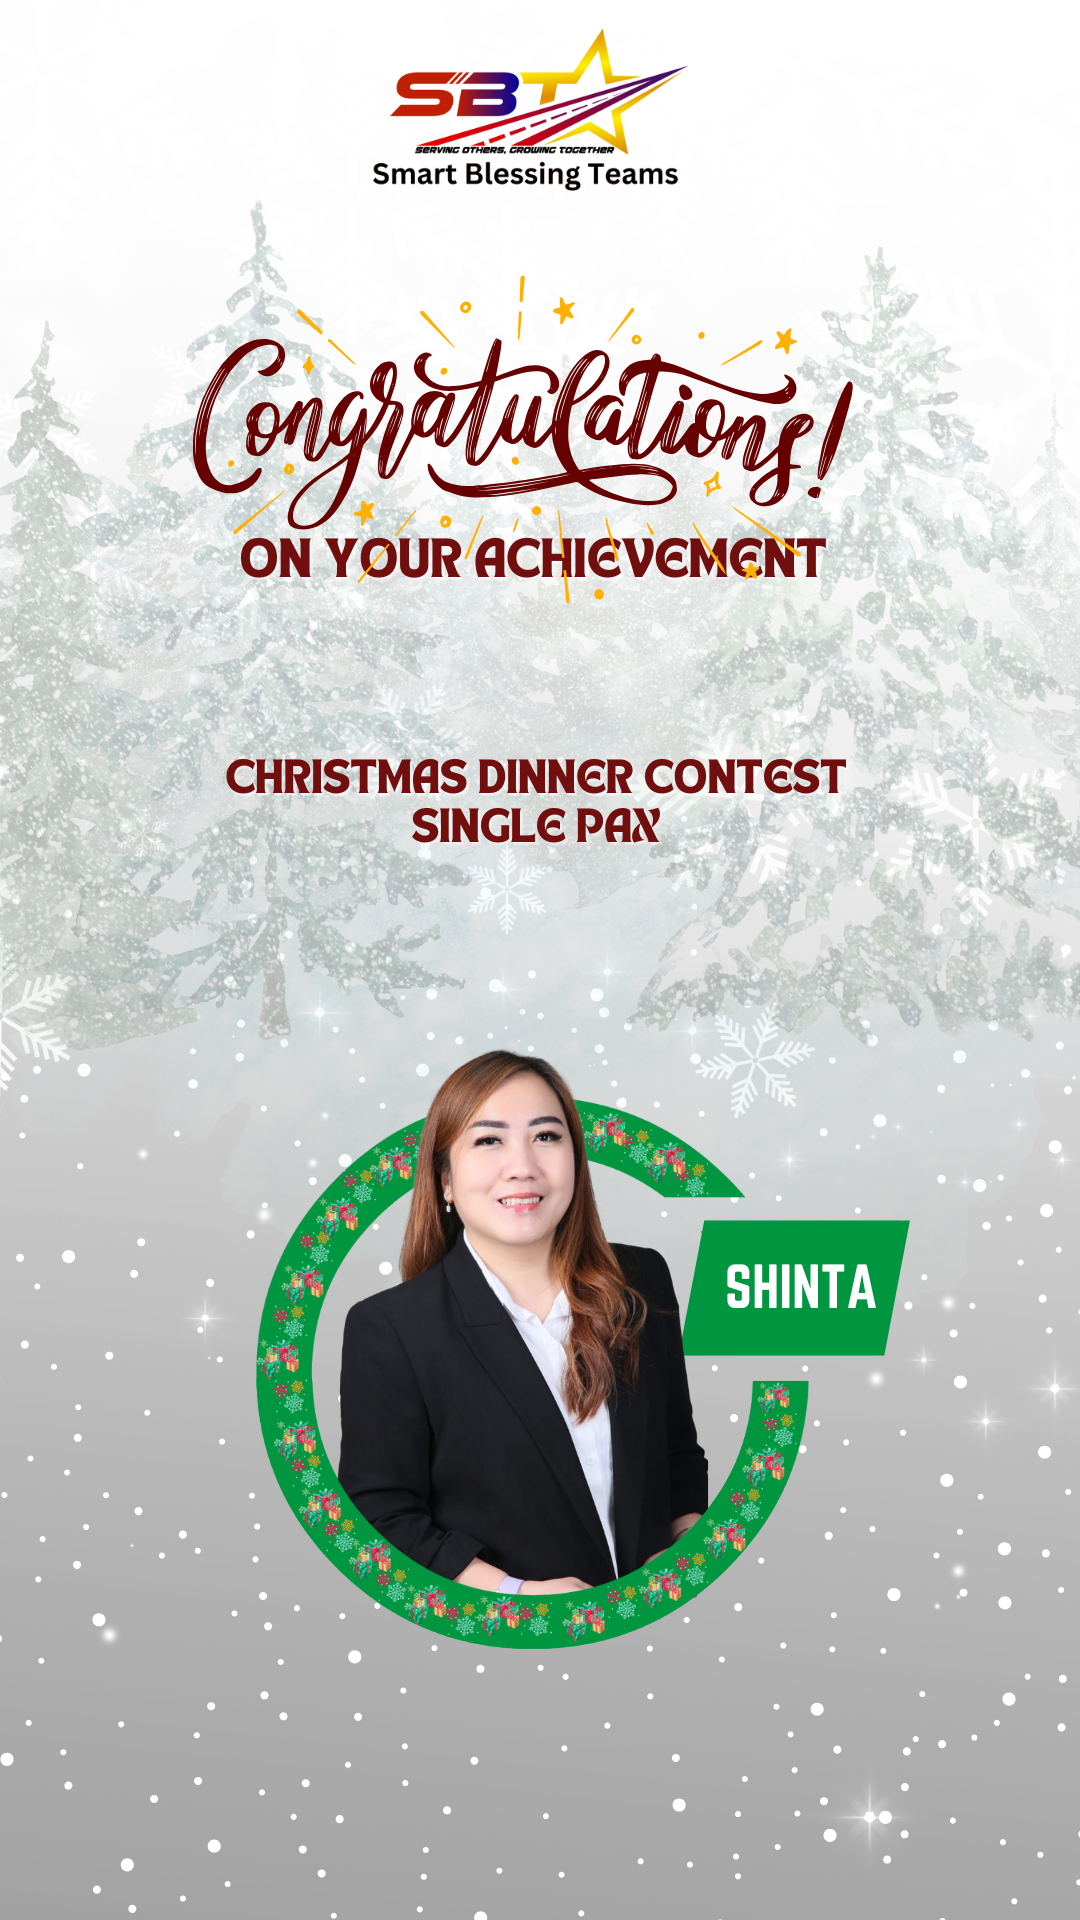 SBT
SERVING OTHERS, GROWING TOGETHER
Smart Blessing Teams
Congratulations!
ON YOUR ACHIEVEMENT
CHRISTMAS DINNER CONTEST
SINGLE PAX
SHINTA